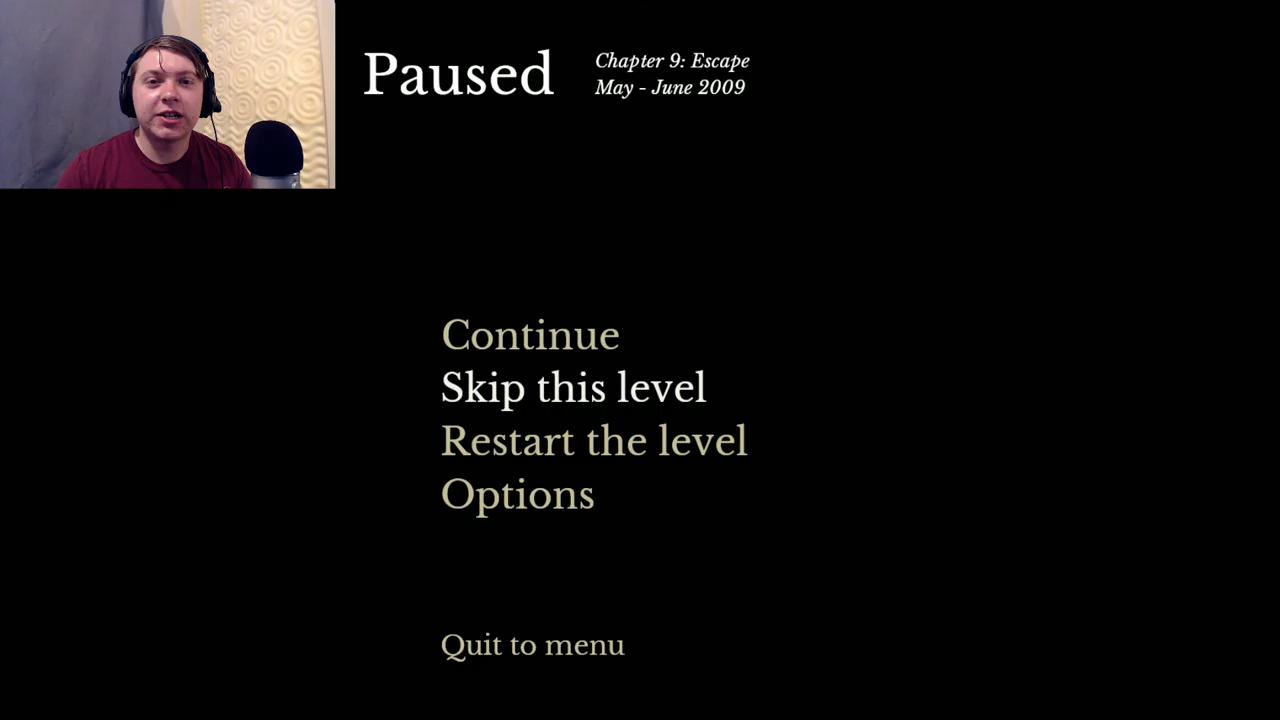 Paused
Chapter 9: Escape
May - June 2009
Continue
Skip this level
Restart the level
Options
Quit to menu